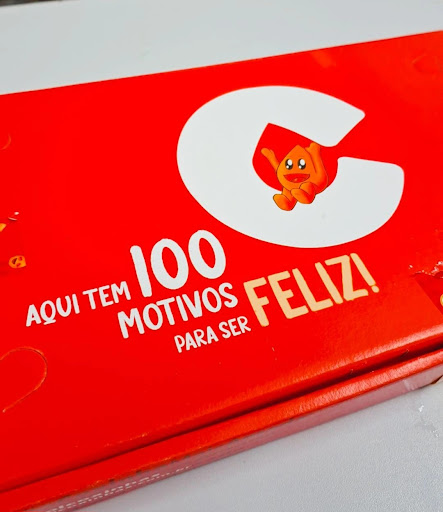 AQUI TEM 100
MOTIVOS
PARA SER FELIZ!